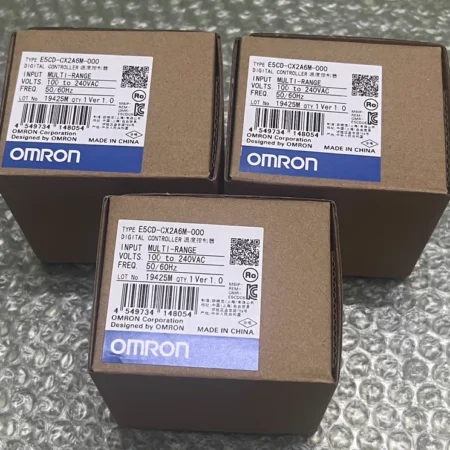 TYPE E5CD-CX2A6M-000
DIGITAL CONTROLLER 温度控制器
INPUT MULTI-RANGE
VOLTS. 100 to 240VAC
FREQ. 50/60Hz
LOT No 19425M QTY 1 Ver 1.0
4 549734 148054
OMRON Corporation
Designed by OMRON
MADE IN CHINA
OMRON
TYPE E5CD-CX2A6M-000
DIGITAL CONTROLLER 温度控制器
INPUT MULTI-RANGE
VOLTS. 100 to 240VAC
FREQ. 50/60Hz
LOT No 19425M QTY 1 Ver 1.0
4 549734 148054
OMRON Corporation
Designed by OMRON
MADE IN CHINA
OMRON
TYPE E5CD-CX2A6M-000
DIGITAL CONTROLLER 温度控制器
INPUT MULTI-RANGE
VOLTS. 100 to 240VAC
FREQ. 50/60Hz
LOT No 19425M QTY 1 Ver 1.0
4 549734 148054
OMRON Corporation
Designed by OMRON
MADE IN CHINA
OMRON